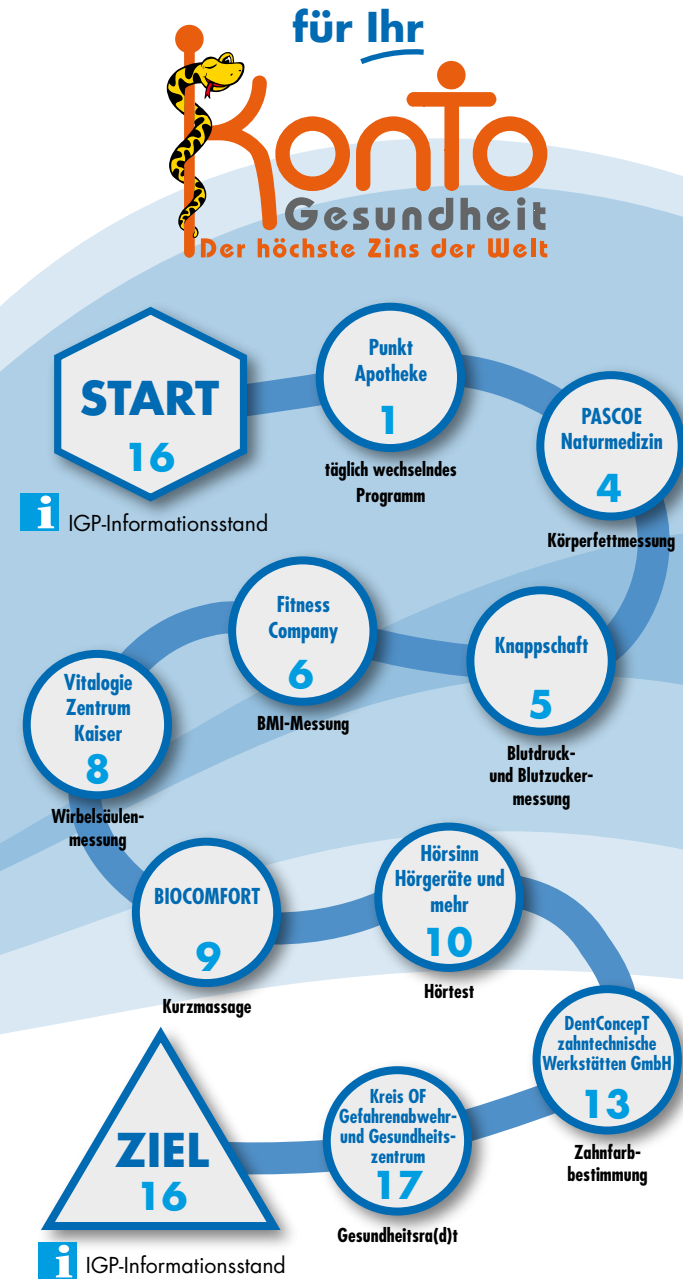 für Ihr
Konto
Gesundheit
Der höchste Zins der Welt
START
16
i IGP-Informationsstand
Punkt
Apotheke
1
täglich wechselndes
Programm
PASCOE
Naturmedizin
4
Körperfettmessung
Knappschaft
5
Blutdruck-
und Blutzucker-
messung
Fitness
Company
6
BMI-Messung
Vitalogie
Zentrum
Kaiser
8
Wirbelsäulen-
messung
BIOCOMFORT
9
Kurzmassage
Hörsinn
Hörgeräte und
mehr
10
Hörtest
DentConcepT
zahntechnische
Werkstätten GmbH
13
Zahnfarb-
bestimmung
Kreis OF
Gefahrenabwehr-
und Gesundheits-
zentrum
17
Gesundheitsra(d)t
ZIEL
16
i IGP-Informationsstand